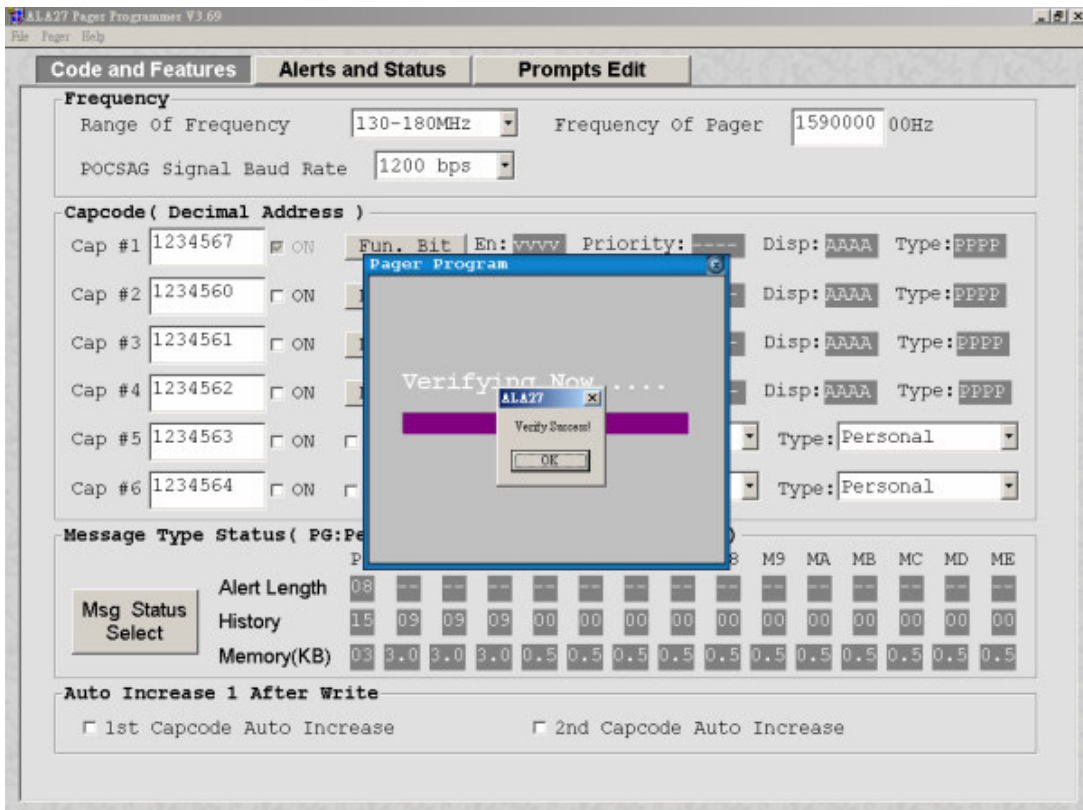 ALA27 Pager Programmer V3.69
File Pager Help
Code and Features Alerts and Status Prompts Edit
Frequency
Range Of Frequency 130-180MHz Frequency Of Pager 1590000 00Hz
POCSAG Signal Baud Rate 1200 bps
Capcode( Decimal Address )
Cap #1 1234567 ON Fun. Bit En: vvvv Priority: ---- Disp: AAAA Type: PPPP
Pager Program
Cap #2 1234560 ON Disp: AAAA Type: PPPP
Cap #3 1234561 ON Disp: AAAA Type: PPPP
Verifying Now.....
Cap #4 1234562 ON Disp: AAAA Type: PPPP
ALA27
Verify Success!
OK
Cap #5 1234563 ON Type: Personal
Cap #6 1234564 ON Type: Personal
Message Type Status( PG:Pe )
P 8 M9 MA MB MC MD ME
Alert Length 08 -- -- -- -- -- -- -- -- -- -- -- -- -- --
Msg Status Select
History 15 09 09 09 00 00 00 00 00 00 00 00 00 00 00
Memory(KB) 03 3.0 3.0 3.0 0.5 0.5 0.5 0.5 0.5 0.5 0.5 0.5 0.5 0.5 0.5
Auto Increase 1 After Write
1st Capcode Auto Increase 2nd Capcode Auto Increase